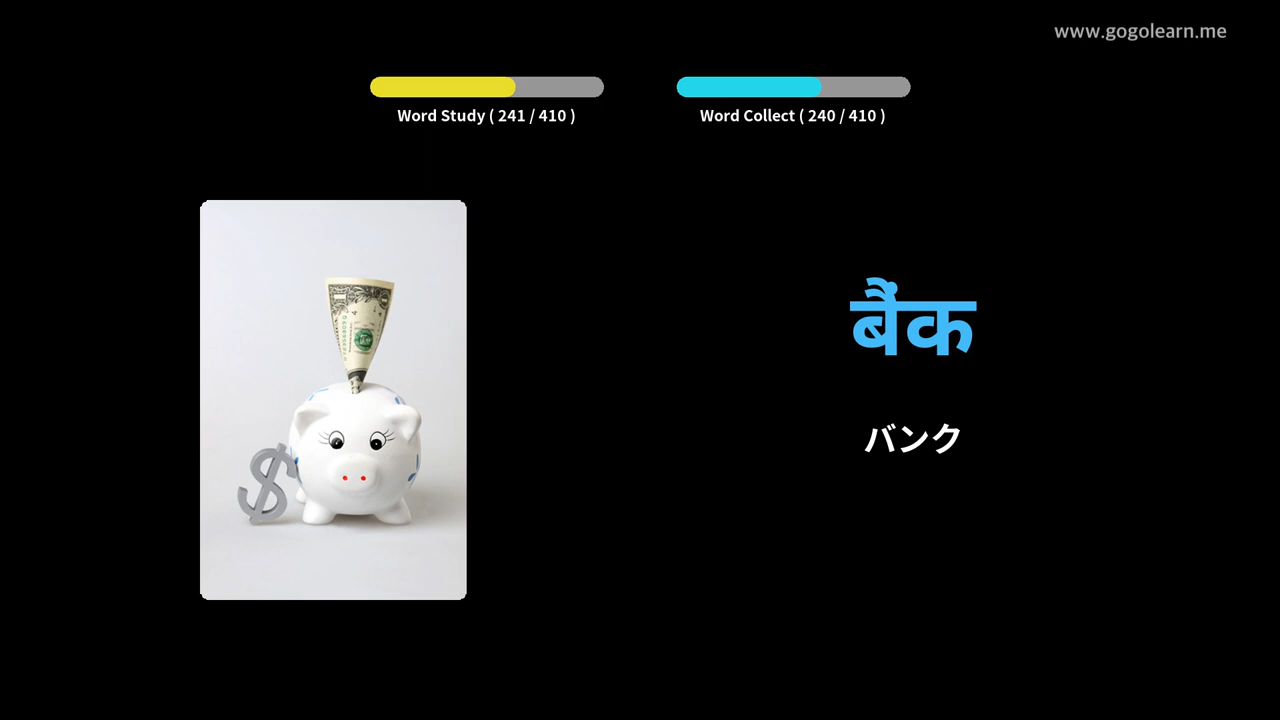 www.gogolearn.me
Word Study ( 241 / 410 )
Word Collect ( 240 / 410 )
बैंक
バンク
$